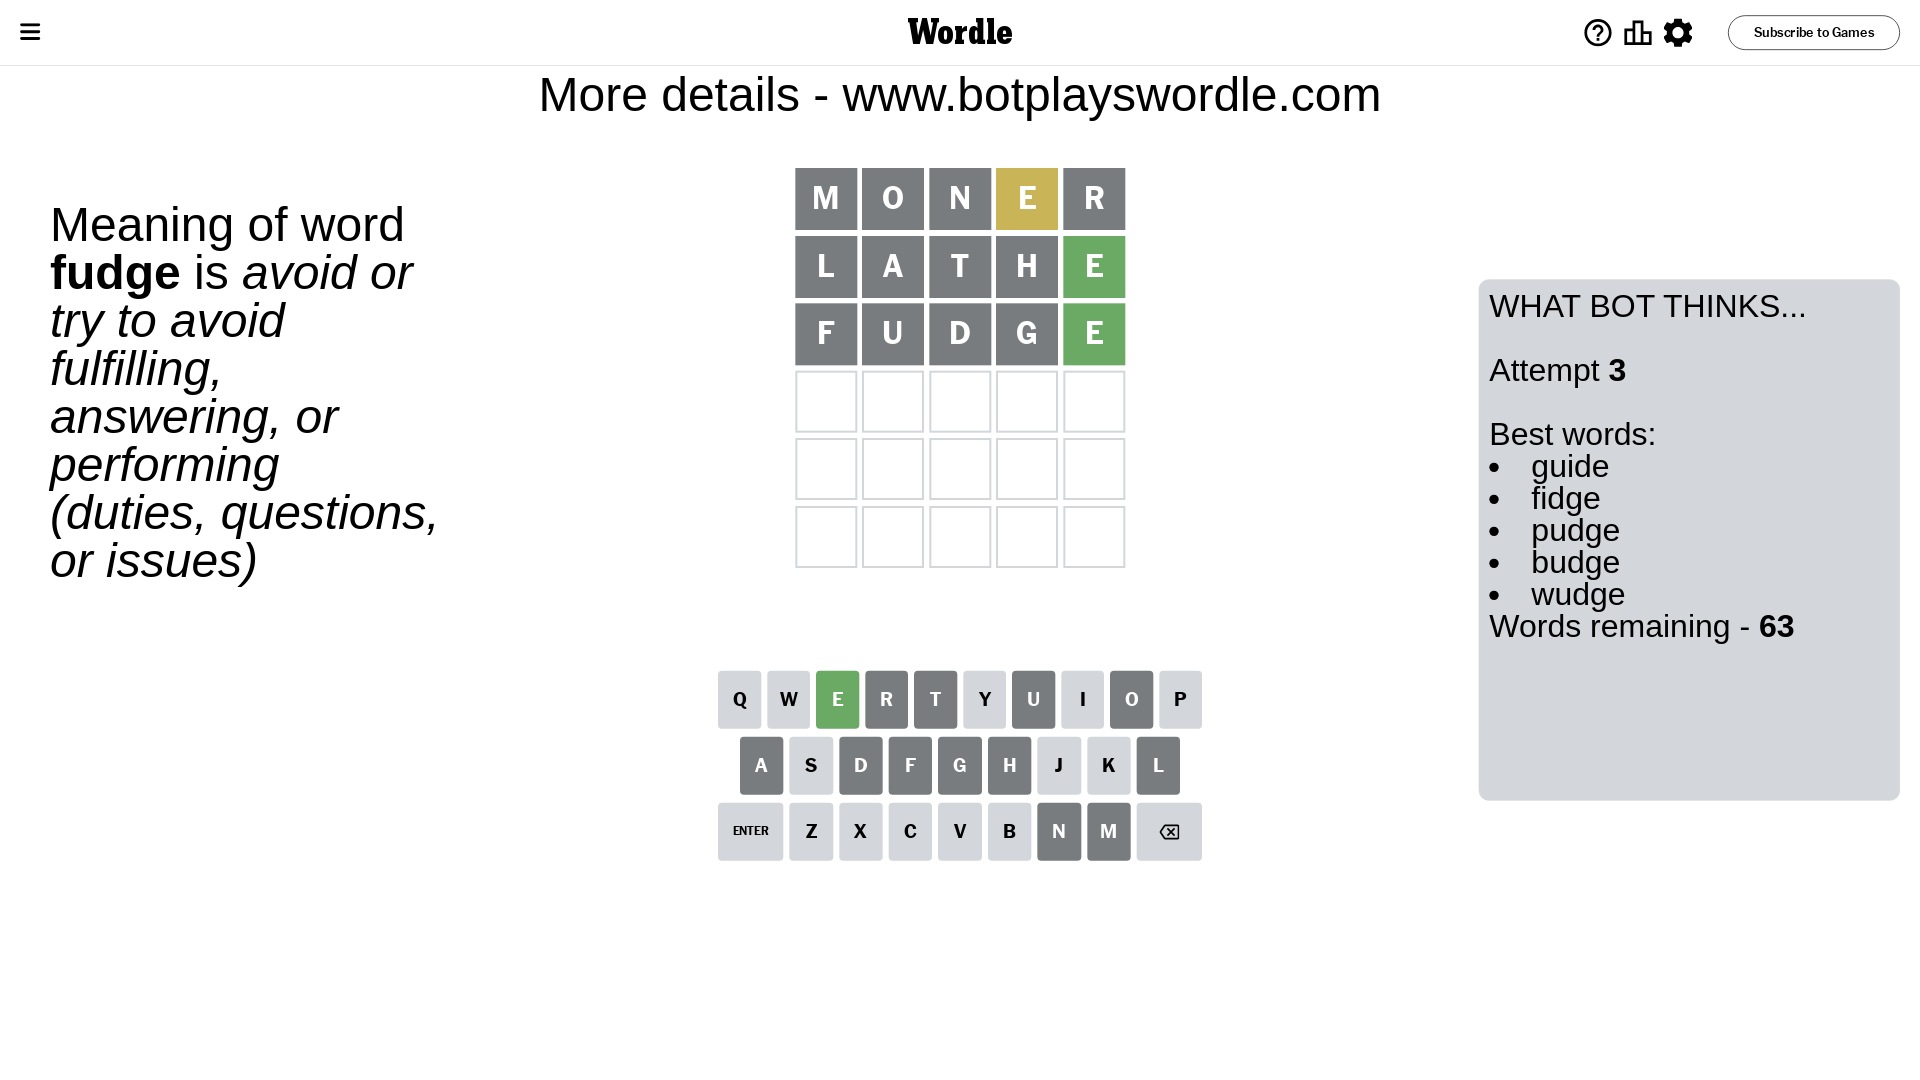 Wordle
Subscribe to Games
More details - www.botplayswordle.com
Meaning of word
fudge is avoid or
try to avoid
fulfilling,
answering, or
performing
(duties, questions,
or issues)
M O N E R
L A T H E
F U D G E
WHAT BOT THINKS...
Attempt 3
Best words:
• guide
• fidge
• pudge
• budge
• wudge
Words remaining - 63
Q W E R T Y U I O P
A S D F G H J K L
ENTER Z X C V B N M